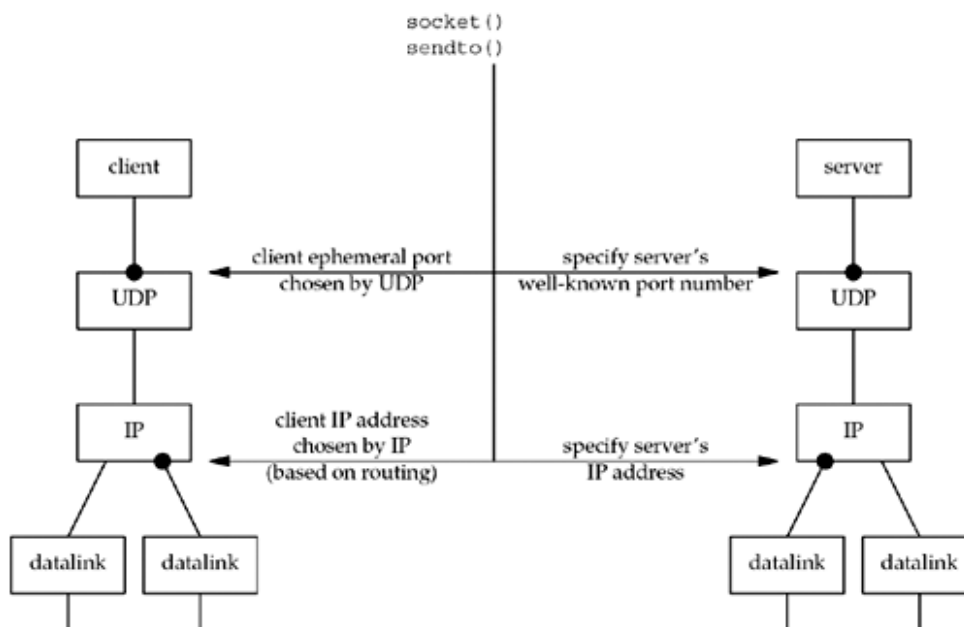 socket()
sendto()
client
server
client ephemeral port
chosen by UDP
specify server's
well-known port number
UDP
UDP
client IP address
chosen by IP
(based on routing)
specify server's
IP address
IP
IP
datalink
datalink
datalink
datalink